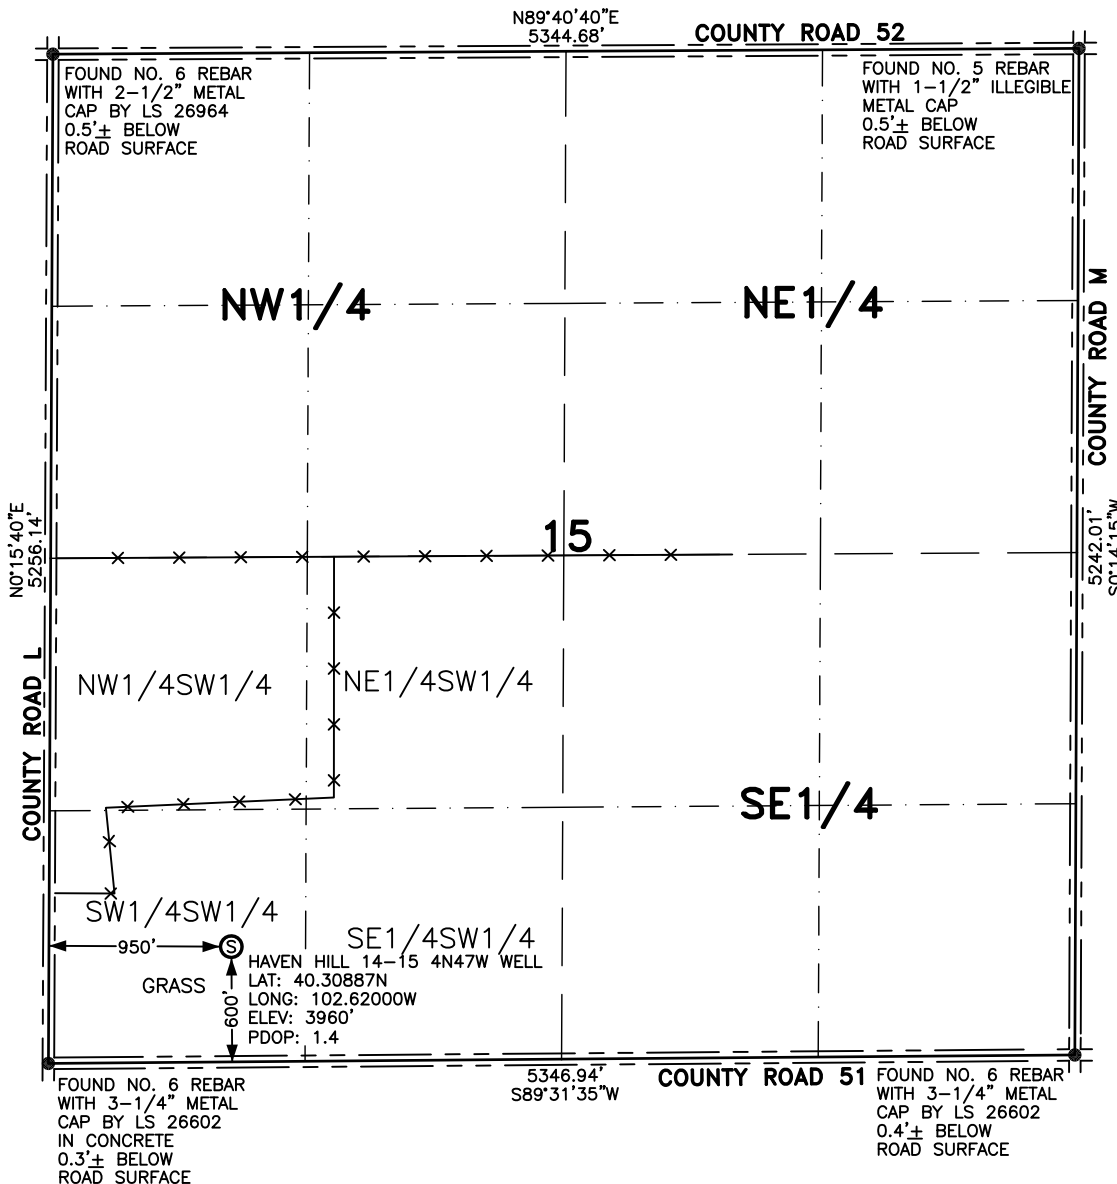 N89°40'40"E
5344.68'
COUNTY ROAD 52
FOUND NO. 6 REBAR
WITH 2-1/2" METAL
CAP BY LS 26964
0.5'± BELOW
ROAD SURFACE
FOUND NO. 5 REBAR
WITH 1-1/2" ILLEGIBLE
METAL CAP
0.5'± BELOW
ROAD SURFACE
NW1/4
NE1/4
COUNTY ROAD M
15
N0°15'40"E
5256.14'
5242.01'
S0°14'15"W
COUNTY ROAD L
NW1/4SW1/4
NE1/4SW1/4
SE1/4
SW1/4SW1/4
SE1/4SW1/4
950'
S
GRASS
600'
HAVEN HILL 14-15 4N47W WELL
LAT: 40.30887N
LONG: 102.62000W
ELEV: 3960'
PDOP: 1.4
5346.94'
S89°31'35"W
COUNTY ROAD 51
FOUND NO. 6 REBAR
WITH 3-1/4" METAL
CAP BY LS 26602
IN CONCRETE
0.3'± BELOW
ROAD SURFACE
FOUND NO. 6 REBAR
WITH 3-1/4" METAL
CAP BY LS 26602
0.4'± BELOW
ROAD SURFACE